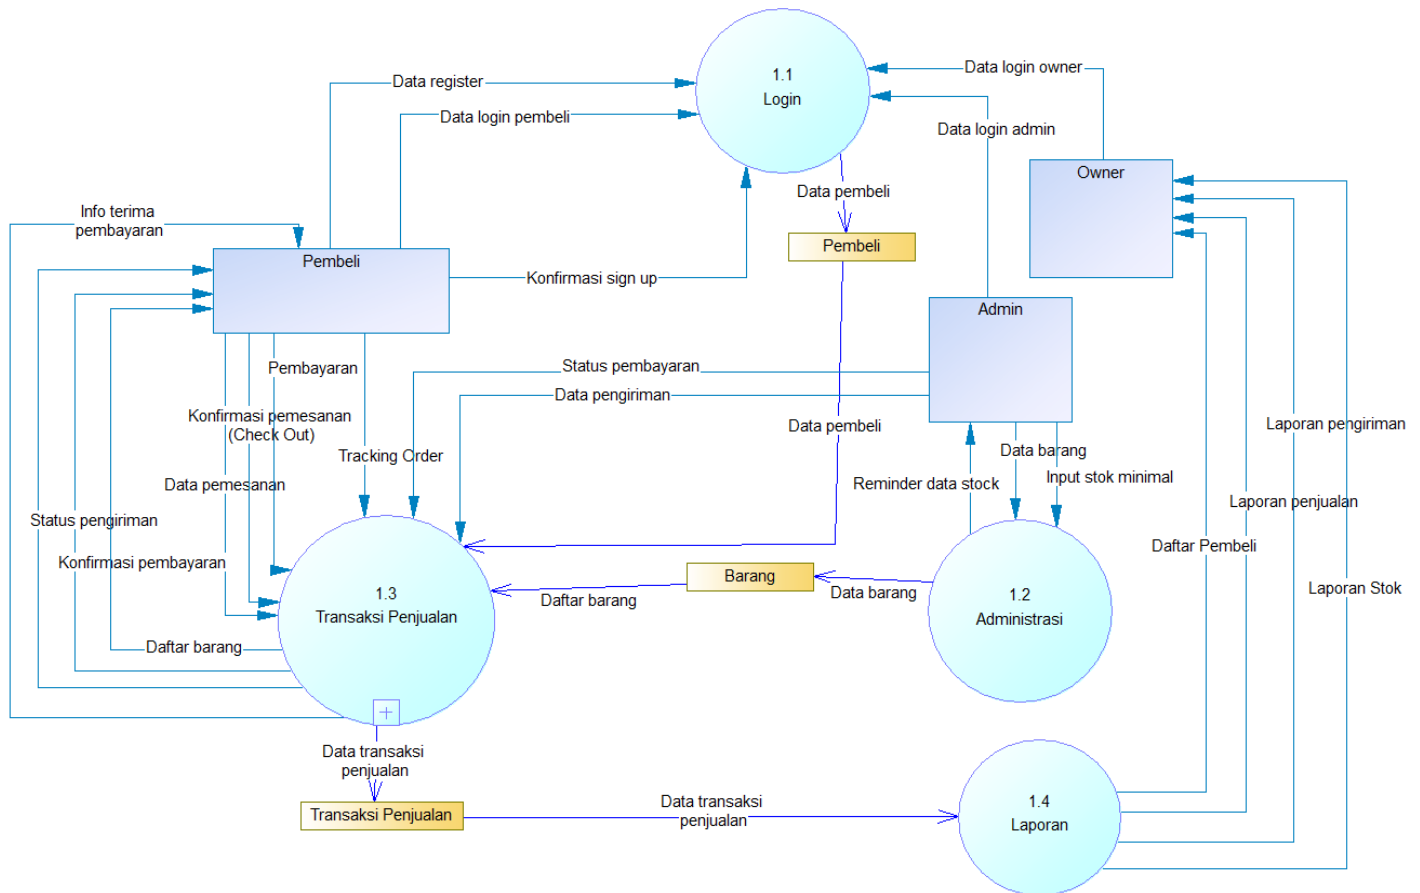 1.1
Login
Data register
Data login owner
Data login pembeli
Data login admin
Owner
Data pembeli
Info terima
pembayaran
Pembeli
Pembeli
Konfirmasi sign up
Admin
Status pembayaran
Pembayaran
Data pengiriman
Konfirmasi pemesanan
(Check Out)
Data pembeli
Laporan pengiriman
Data barang
Tracking Order
Reminder data stock
Input stok minimal
Data pemesanan
Laporan penjualan
Status pengiriman
Daftar Pembeli
Konfirmasi pembayaran
Barang
1.3
Transaksi Penjualan
Daftar barang
Data barang
1.2
Administrasi
Laporan Stok
Daftar barang
Data transaksi
penjualan
Transaksi Penjualan
Data transaksi
penjualan
1.4
Laporan